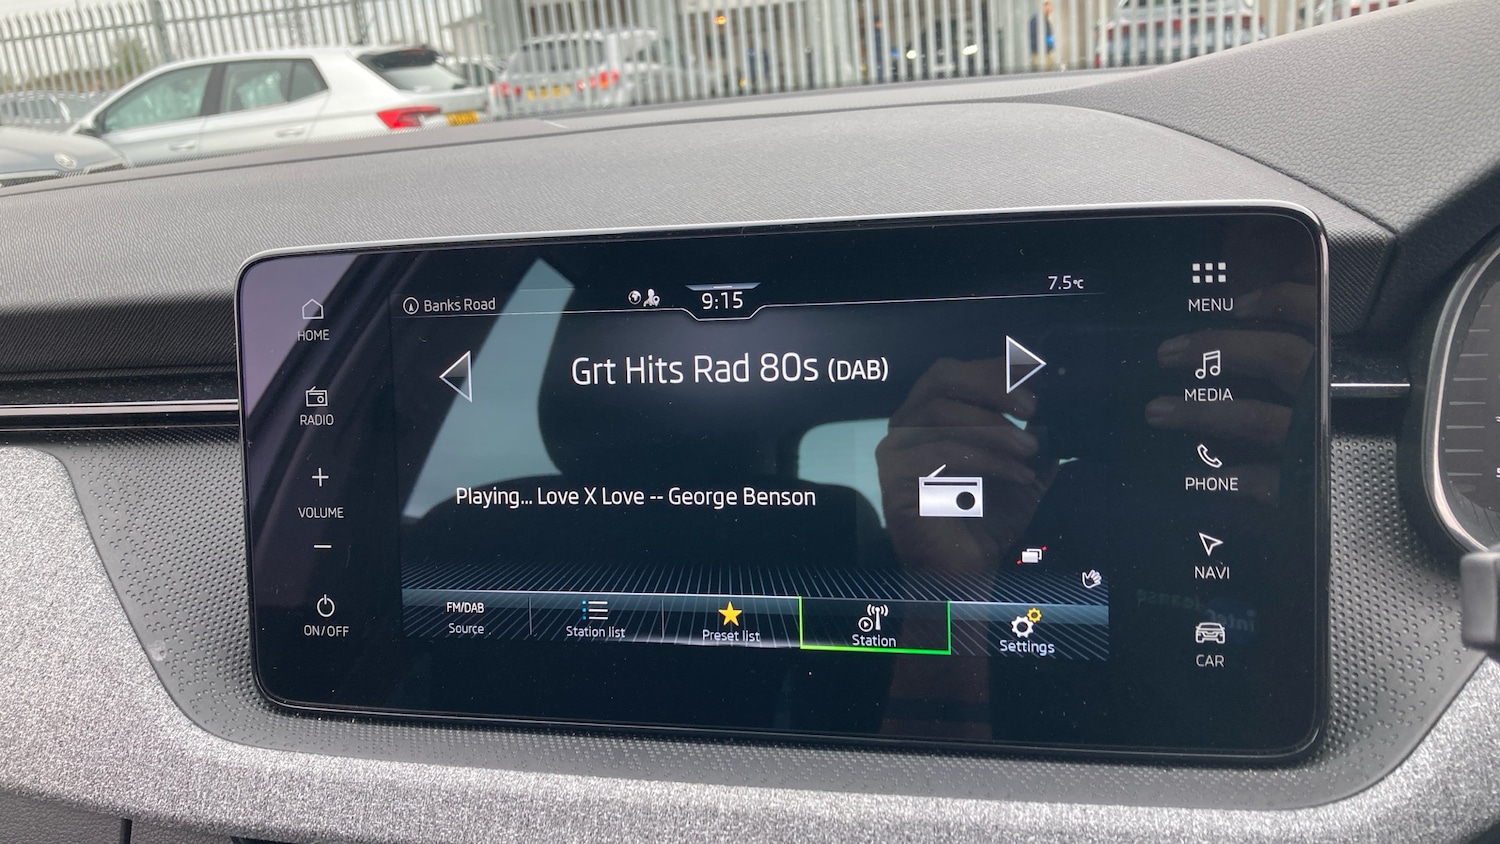 Banks Road
9:15
7.5°C
HOME
RADIO
VOLUME
ON/OFF
Grt Hits Rad 80s (DAB)
Playing... Love X Love -- George Benson
FM/DAB
Source
Station list
Preset list
Station
Settings
MENU
MEDIA
PHONE
NAVI
CAR